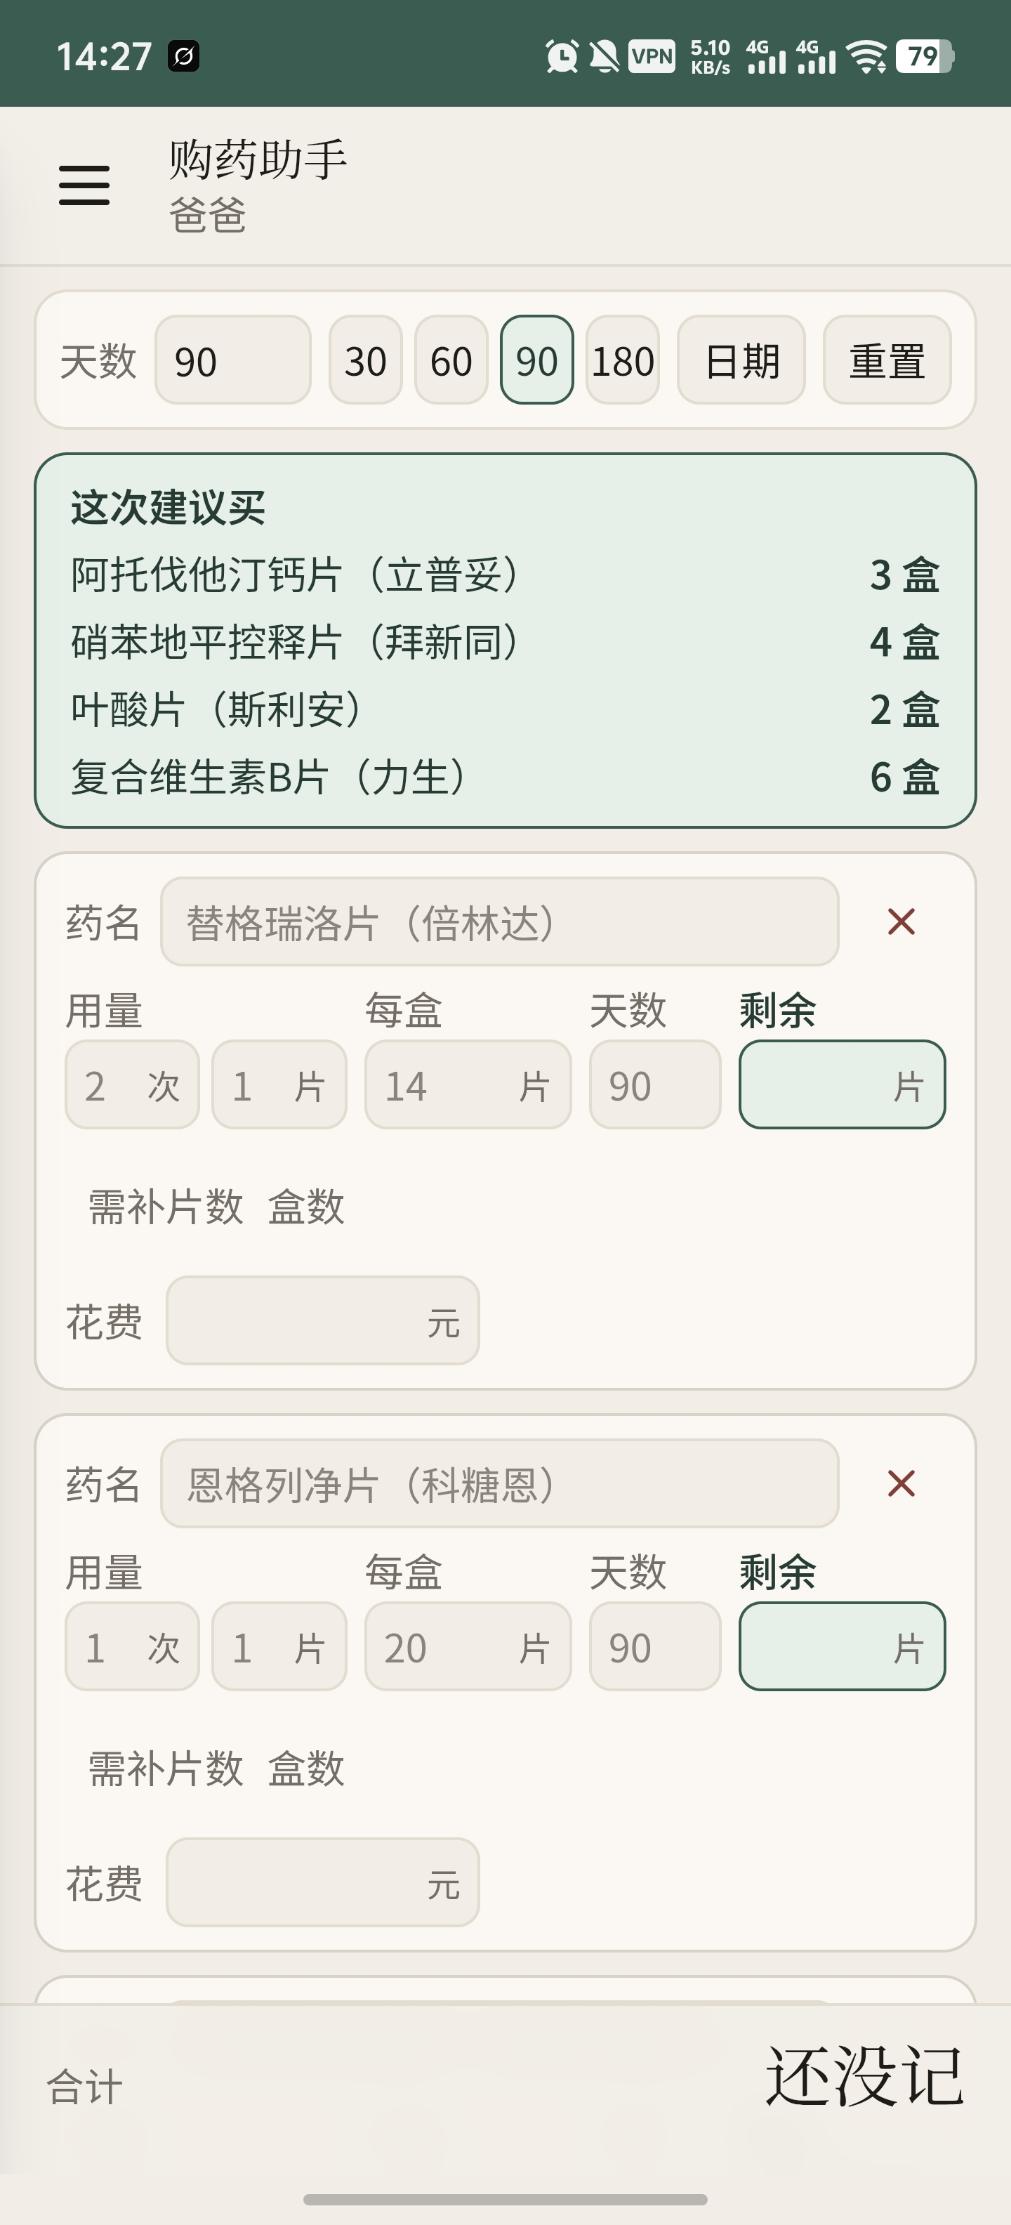 14:27 VPN 5.10 KB/s 4G 4G 79
购药助手
爸爸
天数 90 30 60 90 180 日期 重置
这次建议买
阿托伐他汀钙片（立普妥） 3 盒
硝苯地平控释片（拜新同） 4 盒
叶酸片（斯利安） 2 盒
复合维生素B片（力生） 6 盒
药名 替格瑞洛片（倍林达）
用量 每盒 天数 剩余
2 次 1 片 14 片 90 片
需补片数 盒数
花费 元
药名 恩格列净片（科糖恩）
用量 每盒 天数 剩余
1 次 1 片 20 片 90 片
需补片数 盒数
花费 元
合计 还没记